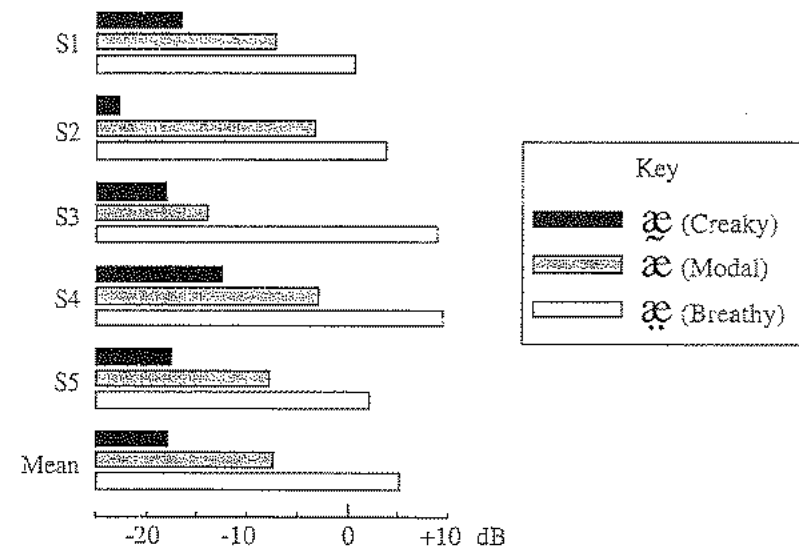 S1
S2
S3
S4
S5
Mean
-20 -10 0 +10 dB
Key
æ̰ (Creaky)
æ (Modal)
æ̤ (Breathy)